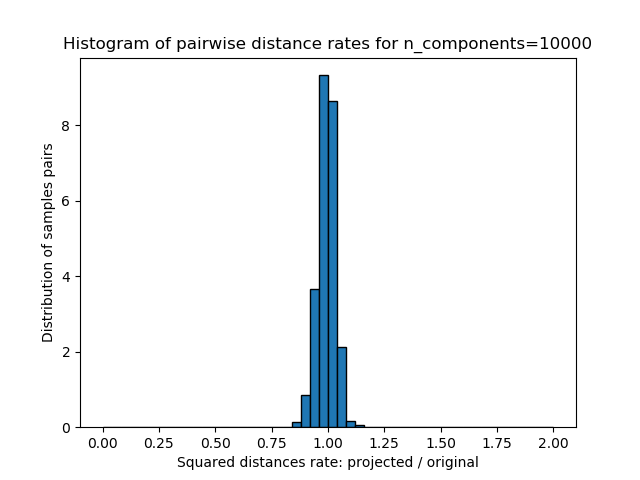 Histogram of pairwise distance rates for n_components=10000
Distribution of samples pairs
8
6
4
2
0
0.00 0.25 0.50 0.75 1.00 1.25 1.50 1.75 2.00
Squared distances rate: projected / original